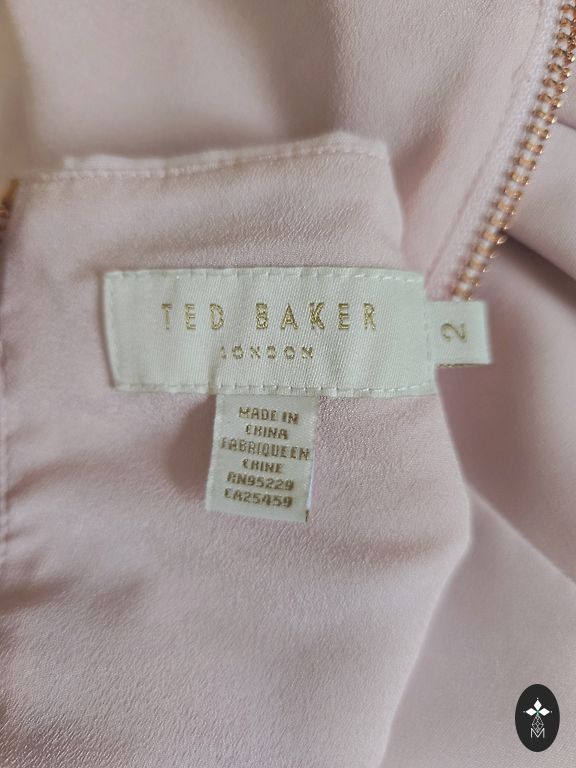 TED BAKER
LONDON
2
MADE IN
CHINA
FABRIQUE EN
CHINE
RN95229
CA25459
M